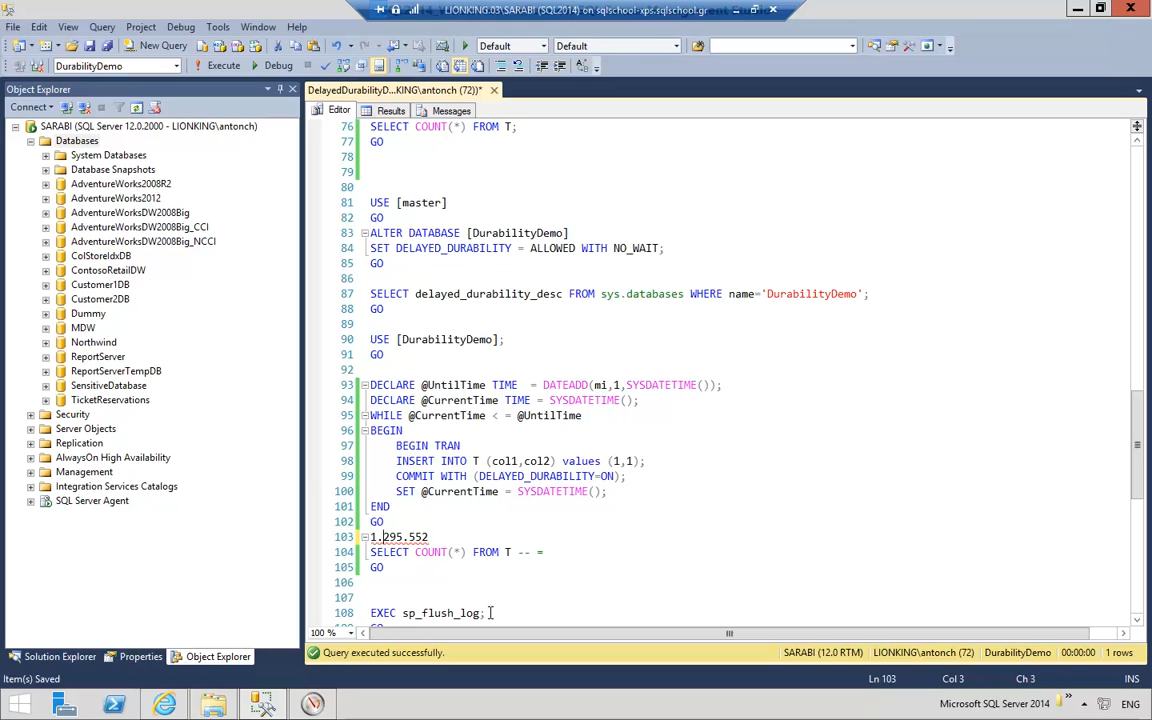 LIONKING.03\SARABI (SQL2014) on sqlschool-xps.sqlschool.gr
File Edit View Query Project Debug Tools Window Help
New Query Default Default
DurabilityDemo Execute Debug
Object Explorer
Connect
SARABI (SQL Server 12.0.2000 - LIONKING\antonch)
Databases
System Databases
Database Snapshots
AdventureWorks2008R2
AdventureWorks2012
AdventureWorksDW2008Big
AdventureWorksDW2008Big_CCI
AdventureWorksDW2008Big_NCCI
ColStoreIdxDB
ContosoRetailDW
Customer1DB
Customer2DB
Dummy
MDW
Northwind
ReportServer
ReportServerTempDB
SensitiveDatabase
TicketReservations
Security
Server Objects
Replication
AlwaysOn High Availability
Management
Integration Services Catalogs
SQL Server Agent
Solution Explorer Properties Object Explorer
DelayedDurabilityD...KING\antonch (72))*
Editor Results Messages
76 SELECT COUNT(*) FROM T;
77 GO
78
79
80
81 USE [master]
82 GO
83 ALTER DATABASE [DurabilityDemo]
84 SET DELAYED_DURABILITY = ALLOWED WITH NO_WAIT;
85 GO
86
87 SELECT delayed_durability_desc FROM sys.databases WHERE name='DurabilityDemo';
88 GO
89
90 USE [DurabilityDemo];
91 GO
92
93 DECLARE @UntilTime TIME = DATEADD(mi,1,SYSDATETIME());
94 DECLARE @CurrentTime TIME = SYSDATETIME();
95 WHILE @CurrentTime < = @UntilTime
96 BEGIN
97 BEGIN TRAN
98 INSERT INTO T (col1,col2) values (1,1);
99 COMMIT WITH (DELAYED_DURABILITY=ON);
100 SET @CurrentTime = SYSDATETIME();
101 END
102 GO
103 1.295.552
104 SELECT COUNT(*) FROM T -- =
105 GO
106
107
108 EXEC sp_flush_log;
100 %
Query executed successfully. SARABI (12.0 RTM) LIONKING\antonch (72) DurabilityDemo 00:00:00 1 rows
Item(s) Saved Ln 103 Col 3 Ch 3 INS
Microsoft SQL Server 2014 ENG